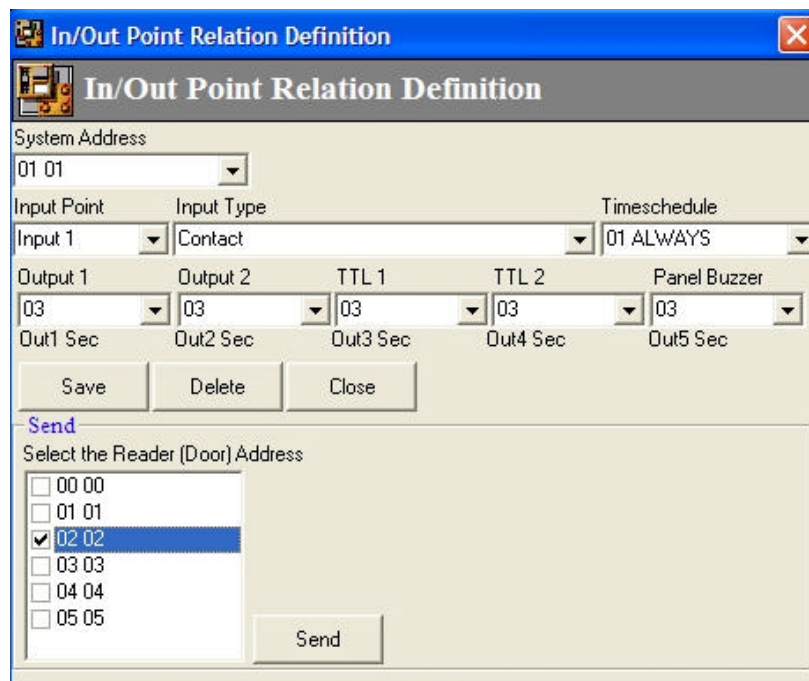 In/Out Point Relation Definition
In/Out Point Relation Definition
System Address
01 01
Input Point Input Type Timeschedule
Input 1 Contact 01 ALWAYS
Output 1 Output 2 TTL 1 TTL 2 Panel Buzzer
03 03 03 03 03
Out1 Sec Out2 Sec Out3 Sec Out4 Sec Out5 Sec
Save Delete Close
Send
Select the Reader (Door) Address
00 00
01 01
02 02
03 03
04 04
05 05
Send